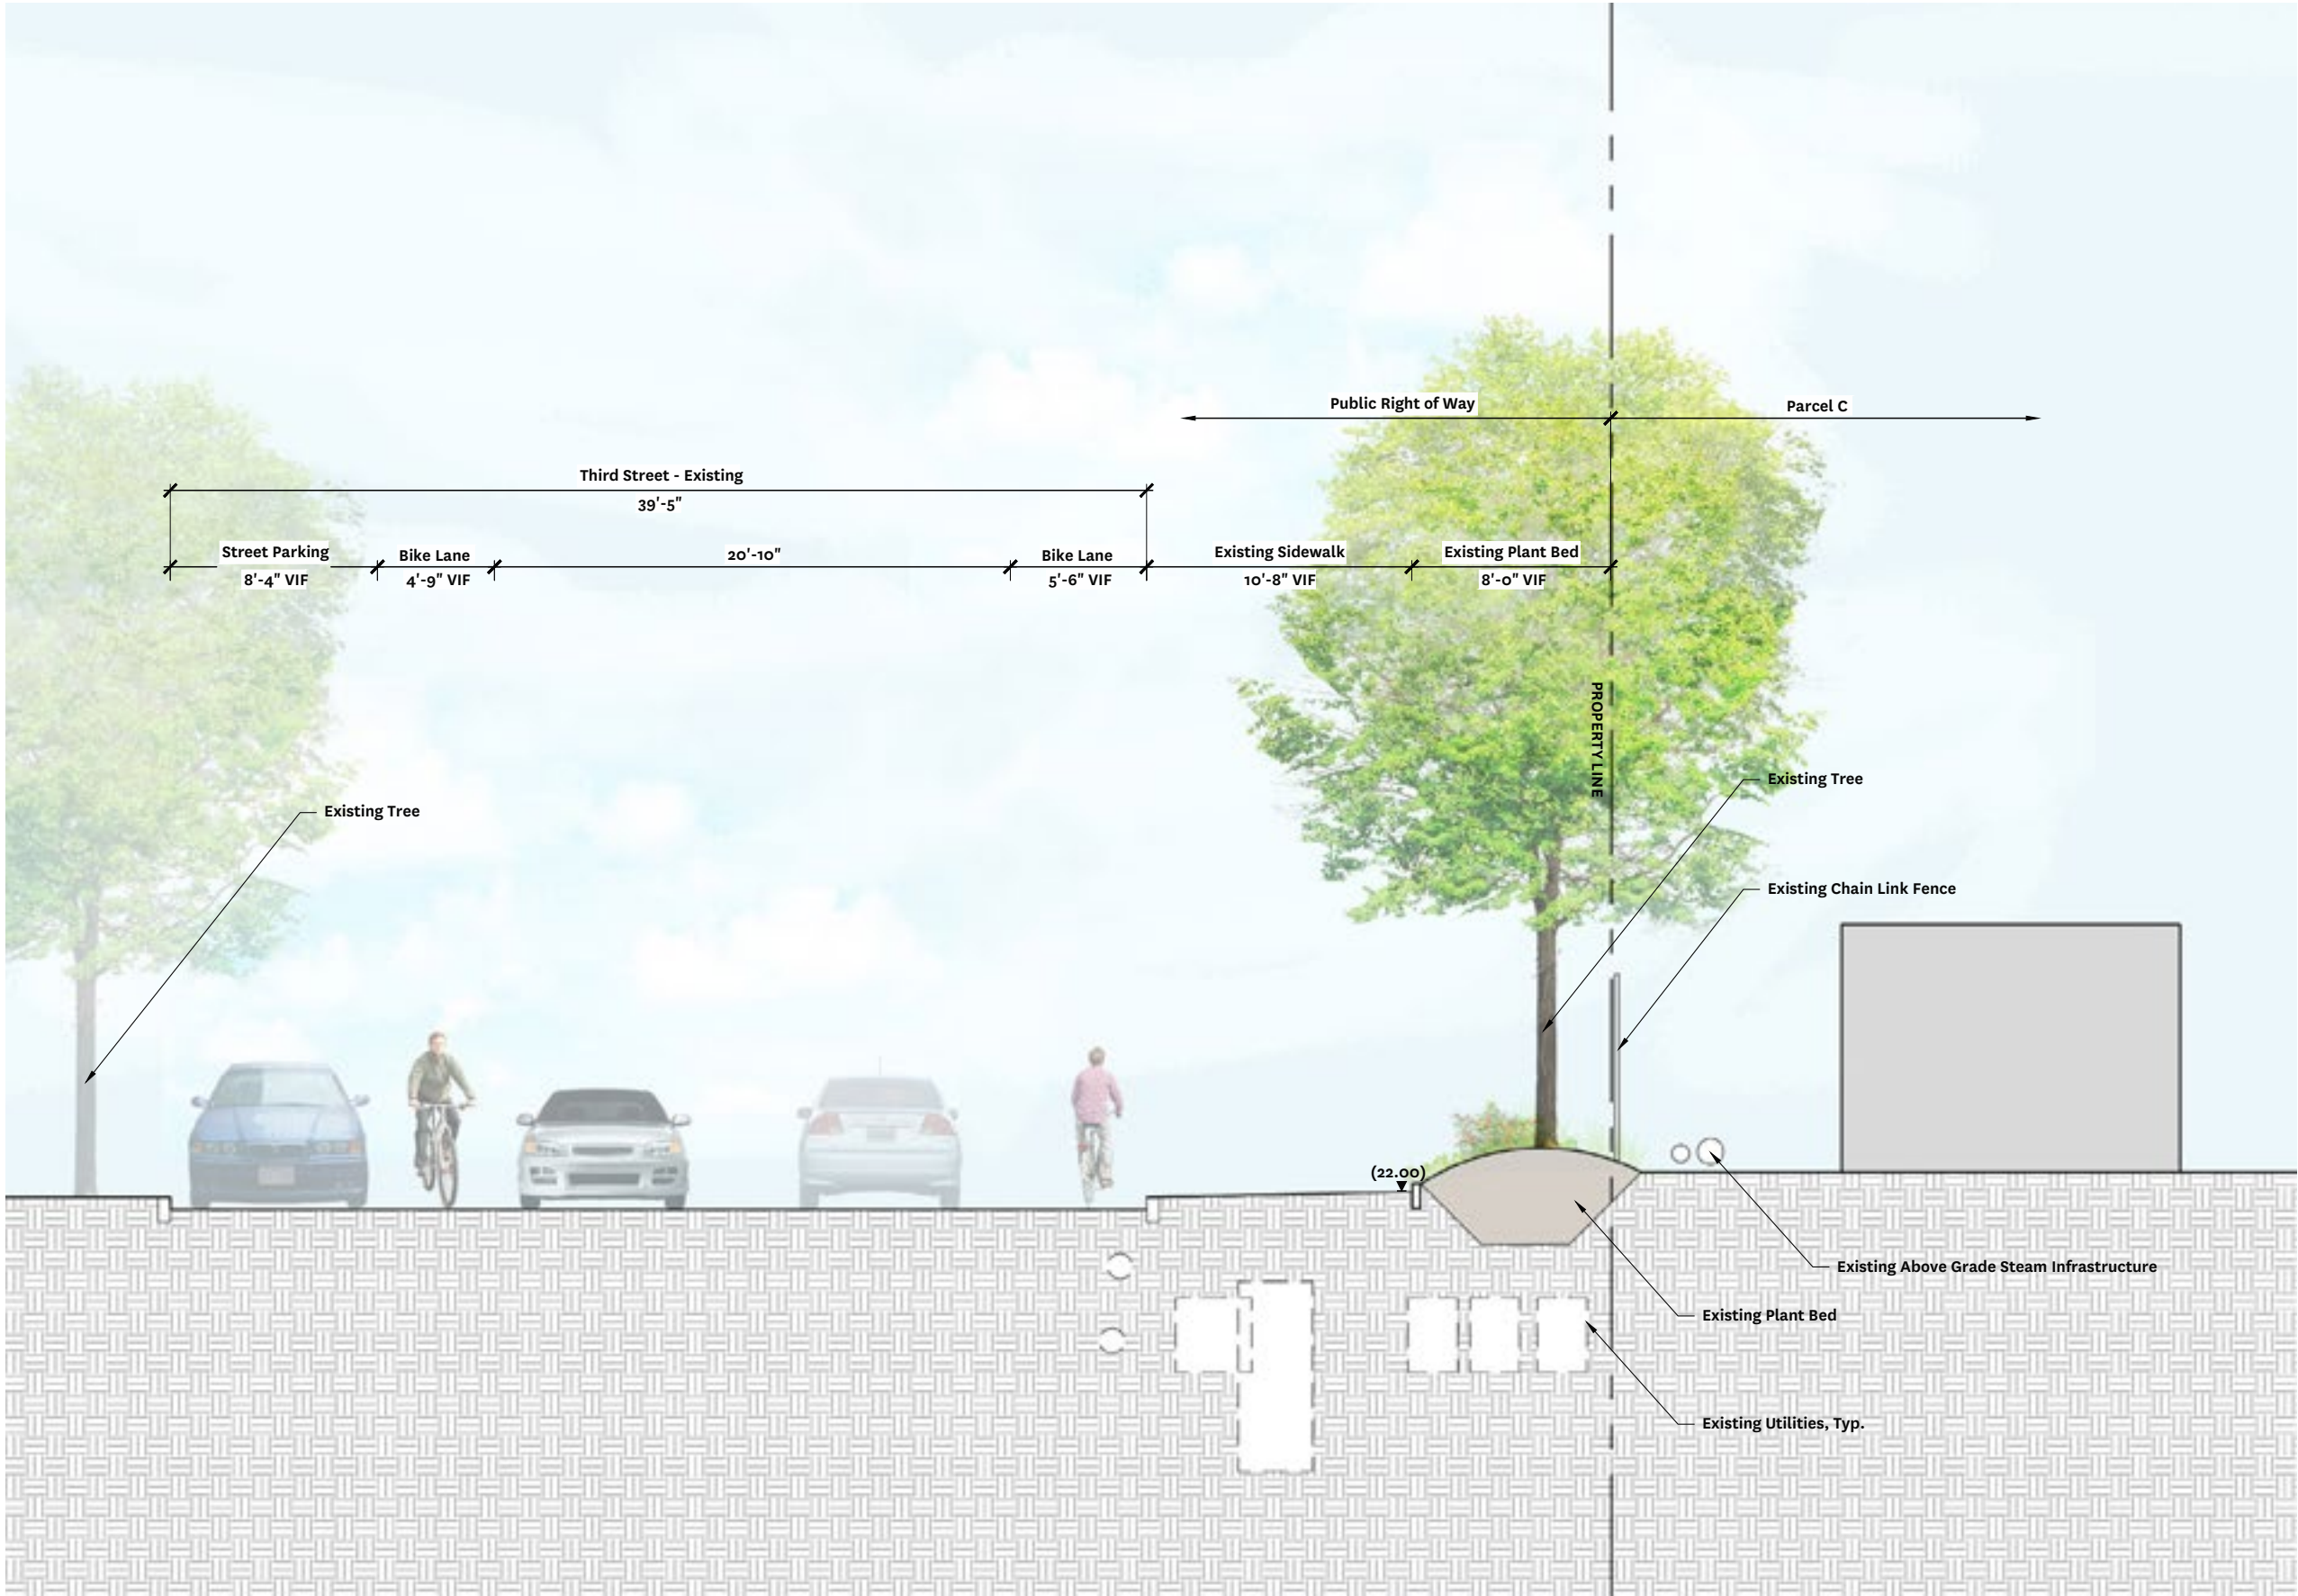 Public Right of Way
Parcel C
Third Street - Existing
39'-5"
Street Parking
8'-4" VIF
Bike Lane
4'-9" VIF
20'-10"
Bike Lane
5'-6" VIF
Existing Sidewalk
10'-8" VIF
Existing Plant Bed
8'-0" VIF
PROPERTY LINE
Existing Tree
Existing Tree
Existing Chain Link Fence
(22.00)
Existing Above Grade Steam Infrastructure
Existing Plant Bed
Existing Utilities, Typ.